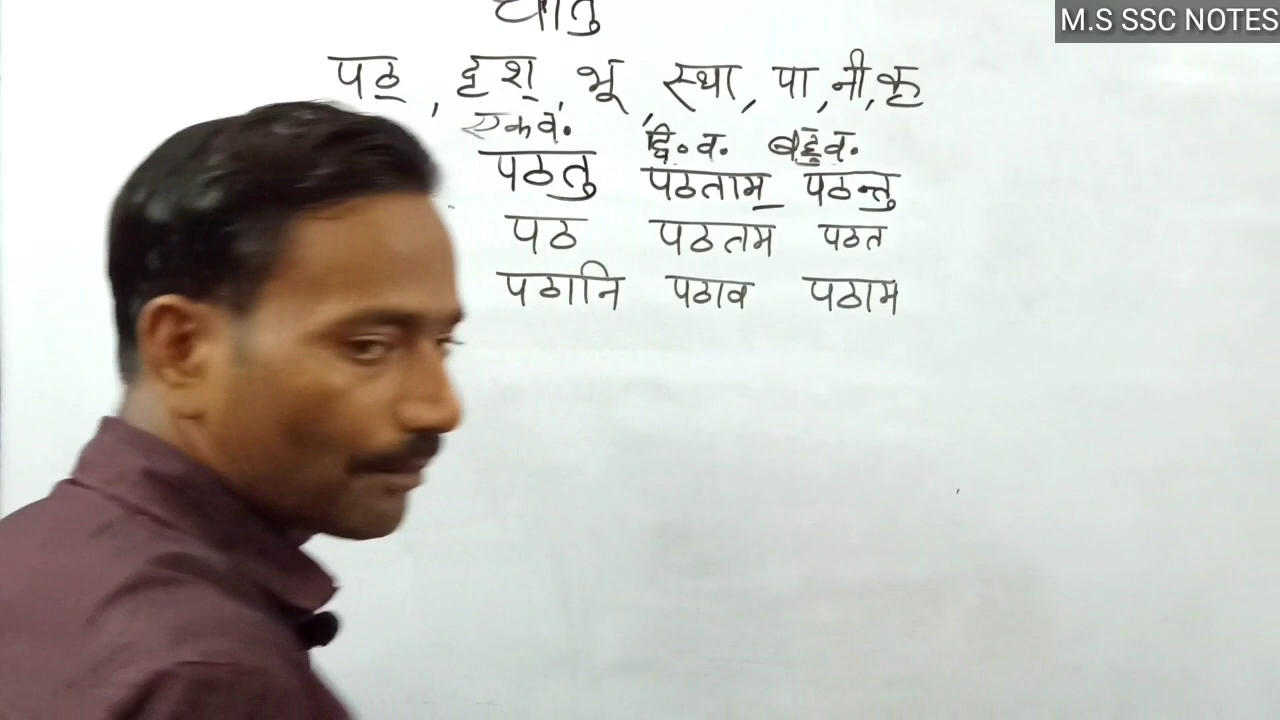 M.S SSC NOTES
धातु
पठ्, दृश्, भू, स्था, पा, नी, कृ
एकव. द्वि.व. बहुव.
पठतु पठताम् पठन्तु
पठ पठतम पठत
पठानि पठाव पठाम